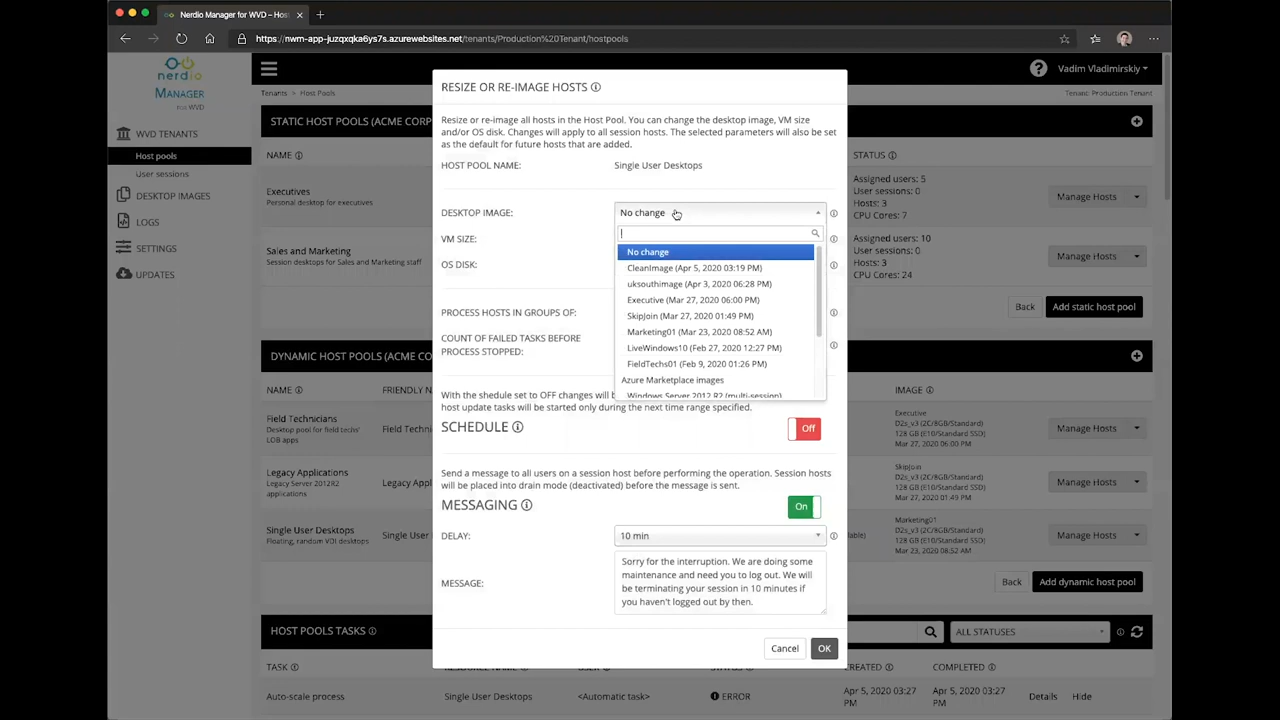 Nerdio Manager for WVD – Hos
https://nwm-app-juzqxqka6ys7s.azurewebsites.net/tenants/Production%20Tenant/hostpools
nerdio
MANAGER
FOR WVD
Vadim Vladimirskiy
Tenants > Host Pools
Tenant: Production Tenant
WVD TENANTS
Host pools
User sessions
DESKTOP IMAGES
LOGS
SETTINGS
UPDATES
STATIC HOST POOLS (ACME CORP
NAME
STATUS
Executives
Personal desktop for executives
Assigned users: 5
User sessions: 0
Hosts: 3
CPU Cores: 7
Manage Hosts
Sales and Marketing
Session desktops for Sales and Marketing staff
Assigned users: 10
User sessions: 0
Hosts: 3
CPU Cores: 24
Manage Hosts
Back
Add static host pool
DYNAMIC HOST POOLS (ACME CO
NAME
FRIENDLY N
IMAGE
Field Technicians
Desktop pool for field techs'
LOB apps
Field Technicia
Executive
D2s_v3 (2C/8GB/Standard)
128 GB (E10/Standard SSD)
Mar 27, 2020 06:00 PM
Manage Hosts
Legacy Applications
Legacy Server 2012R2
applications
Legacy Applica
SkipJoin
D2s_v3 (2C/8GB/Standard)
128 GB (E10/Standard SSD)
Mar 27, 2020 01:49 PM
Manage Hosts
Single User Desktops
Floating, random VDI desktops
Single User
able)
Marketing01
D2s_v3 (2C/8GB/Standard)
128 GB (E10/Standard SSD)
Mar 23, 2020 08:52 AM
Manage Hosts
Back
Add dynamic host pool
HOST POOLS TASKS
ALL STATUSES
TASK
RESOURCE NAME
USER
STATUS
CREATED
COMPLETED
Auto-scale process
Single User Desktops
<Automatic task>
ERROR
Apr 5, 2020 03:27
PM
Apr 5, 2020 03:27
PM
Details
Hide
RESIZE OR RE-IMAGE HOSTS
Resize or re-image all hosts in the Host Pool. You can change the desktop image, VM size
and/or OS disk. Changes will apply to all session hosts. The selected parameters will also be set
as the default for future hosts that are added.
HOST POOL NAME:
Single User Desktops
DESKTOP IMAGE:
No change
VM SIZE:
OS DISK:
No change
CleanImage (Apr 5, 2020 03:19 PM)
uksouthimage (Apr 3, 2020 06:28 PM)
Executive (Mar 27, 2020 06:00 PM)
SkipJoin (Mar 27, 2020 01:49 PM)
Marketing01 (Mar 23, 2020 08:52 AM)
LiveWindows10 (Feb 27, 2020 12:27 PM)
FieldTechs01 (Feb 9, 2020 01:26 PM)
Azure Marketplace images
Windows Server 2012 R2 (multi-session)
PROCESS HOSTS IN GROUPS OF:
COUNT OF FAILED TASKS BEFORE
PROCESS STOPPED:
With the shedule set to OFF changes will b
host update tasks will be started only during the next time range specified.
SCHEDULE
Off
Send a message to all users on a session host before performing the operation. Session hosts
will be placed into drain mode (deactivated) before the message is sent.
MESSAGING
On
DELAY:
10 min
MESSAGE:
Sorry for the interruption. We are doing some
maintenance and need you to log out. We will
be terminating your session in 10 minutes if
you haven't logged out by then.
Cancel
OK